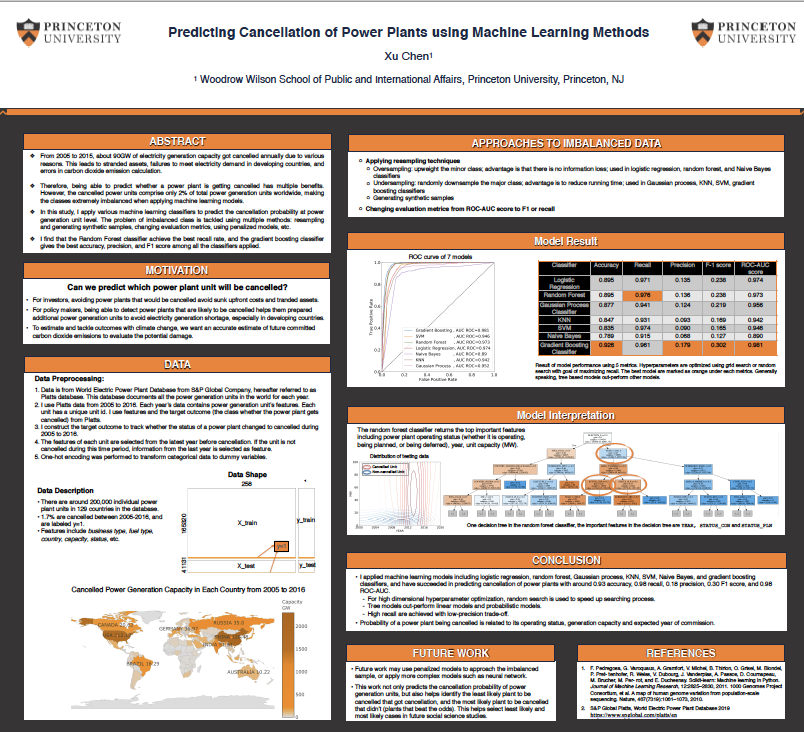 PRINCETON
UNIVERSITY
Predicting Cancellation of Power Plants using Machine Learning Methods
Xu Chen¹
¹ Woodrow Wilson School of Public and International Affairs, Princeton University, Princeton, NJ
PRINCETON
UNIVERSITY
ABSTRACT
❖ From 2005 to 2015, about 90GW of electricity generation capacity got cancelled annually due to various
reasons. This leads to stranded assets, failures to meet electricity demand in developing countries, and
errors in carbon dioxide emission calculation.
❖ Therefore, being able to predict whether a power plant is getting cancelled has multiple benefits.
However, the cancelled power units comprise only 2% of total power generation units worldwide, making
the classes extremely imbalanced when applying machine learning models.
❖ In this study, I apply various machine learning classifiers to predict the cancellation probability at power
generation unit level. The problem of imbalanced class is tackled using multiple methods: resampling
and generating synthetic samples, changing evaluation metrics, using penalized models, etc.
❖ I find that the Random Forest classifier achieve the best recall rate, and the gradient boosting classifier
gives the best accuracy, precision, and F1 score among all the classifiers applied.
MOTIVATION
Can we predict which power plant unit will be cancelled?
• For investors, avoiding power plants that would be cancelled avoid sunk upfront costs and tranded assets.
• For policy makers, being able to detect power plants that are likely to be cancelled helps them prepared
additional power generation units to avoid electricity shortage, especially in developing countries.
• To estimate and tackle outcomes with climate change, we want an accurate estimate of future committed
carbon dioxide emissions to evaluate the potential damage.
DATA
Data Preprocessing:
1. Data is from World Electric Power Plant Database from S&P Global Company, hereafter referred to as
Platts database. This database documents all the power generation units in the world for each year.
2. I use Platts data from 2005 to 2016. Each year's data contains power generation unit's features. Each
unit has a unique unit id. I use features and the target outcome (the class whether the power plant gets
cancelled) from Platts.
3. I construct the target outcome to track whether the status of a power plant changed to cancelled during
2005 to 2016.
4. The features of each unit are selected from the latest year before cancellation. If the unit is not
cancelled during this time period, information from the last year is selected as feature.
5. One-hot encoding was performed to transform categorical data to dummy variables.
Data Description
• There are around 200,000 individual power
plant units in 129 countries in the database.
• 1.7% are cancelled between 2005-2016, and
are labeled y=1.
• Features include business type, fuel type,
country, capacity, status, etc.
Data Shape
258
X_train
y_train
y=1
X_test
y_test
Cancelled Power Generation Capacity in Each Country from 2005 to 2016
Capacity
GW
2000
1500
1000
500
0
AUSTRALIA 10.22
APPROACHES TO IMBALANCED DATA
o Applying resampling techniques
o Oversampling: upweight the minor class; advantage is that there is no information loss; used in logistic regression, random forest, and Naive Bayes
classifiers
o Undersampling: randomly downsample the major class; advantage is to reduce running time; used in Gaussian process, KNN, SVM, gradient
boosting classifiers
o Generating synthetic samples
o Changing evaluation metrics from ROC-AUC score to F1 or recall
Model Result
ROC curve of 7 models
True Positive Rate
False Positive Rate
Gradient Boosting , AUC ROC=0.981
SVM , AUC ROC=0.946
Random Forest , AUC ROC=0.973
Logistic Regression, AUC ROC=0.974
Naive Bayes , AUC ROC=0.89
KNN , AUC ROC=0.942
Gaussian Process , AUC ROC=0.952
Classifier Accuracy Recall Precision F-1 score ROC-AUC score
Logistic Regression 0.895 0.971 0.135 0.238 0.974
Random Forest 0.895 0.976 0.136 0.238 0.973
Gaussian Process Classifier 0.877 0.941 0.124 0.219
KNN 0.847 0.931 0.093 0.169 0.942
SVM 0.835 0.974 0.090 0.165 0.946
Naive Bayes 0.789 0.915 0.068 0.127 0.890
Gradient Boosting Classifier 0.926 0.961 0.179 0.302 0.981
Result of model performance using 5 metrics. Hyperparameters are optimized using grid search or random
search with goal of maximizing recall. The best model are marked as orange under each metrics. Generally
speaking, tree based models out-perform other models.
Model Interpretation
The random forest classifier returns the top important features
including power plant operating status (whether it is operating,
being planned, or being deferred), year, unit capacity (MW).
Distribution of testing data
Cancelled Unit
Non-cancelled Unit
One decision tree in the random forest classifier, the important features in the decision tree are YEAR, STATUS_CON and STATUS_PLN
CONCLUSION
• I applied machine learning models including logistic regression, random forest, Gaussian process, KNN, SVM, Naive Bayes, and gradient boosting
classifiers, and have succeeded in predicting cancellation of power plants with around 0.93 accuracy, 0.98 recall, 0.18 precision, 0.30 F1 score, and 0.98
ROC-AUC.
- For high dimensional hyperparameter optimization, random search is used to speed up searching process.
- Tree models out-perform linear models and probabilistic models.
- High recall are achieved with low-precision trade-off.
• Probability of a power plant being cancelled is related to its operating status, generation capacity and expected year of commission.
FUTURE WORK
• Future work may use penalized models to approach the imbalanced
sample, or apply more complex models such as neural network.
• This work not only predicts the cancellation probability of power
generation units, but also helps identify the least likely plant to be
cancelled that got cancellation, and the most likely plant to be cancelled
that didn't (plants that beat the odds). This helps select least likely and
most likely cases in future social science studies.
REFERENCES
1. F. Pedregosa, G. Varoquaux, A. Gramfort, V. Michel, B. Thirion, O. Grisel, M. Blondel,
P. Pret- tenhofer, R. Weiss, V. Dubourg, J. Vanderplas, A. Passos, D. Cournapeau,
M. Brucher, M. Per- rot, and E. Duchesnay. Scikit-learn: Machine learning in Python.
Journal of Machine Learning Research, 12:2825–2830, 2011. 1000 Genomes Project
Consortium, et al. A map of human genome variation from population-scale
sequencing. Nature, 467(7319):1061–1073, 2010.
2. S&P Global Platts, World Electric Power Plant Database 2019
https://www.spglobal.com/platts/en